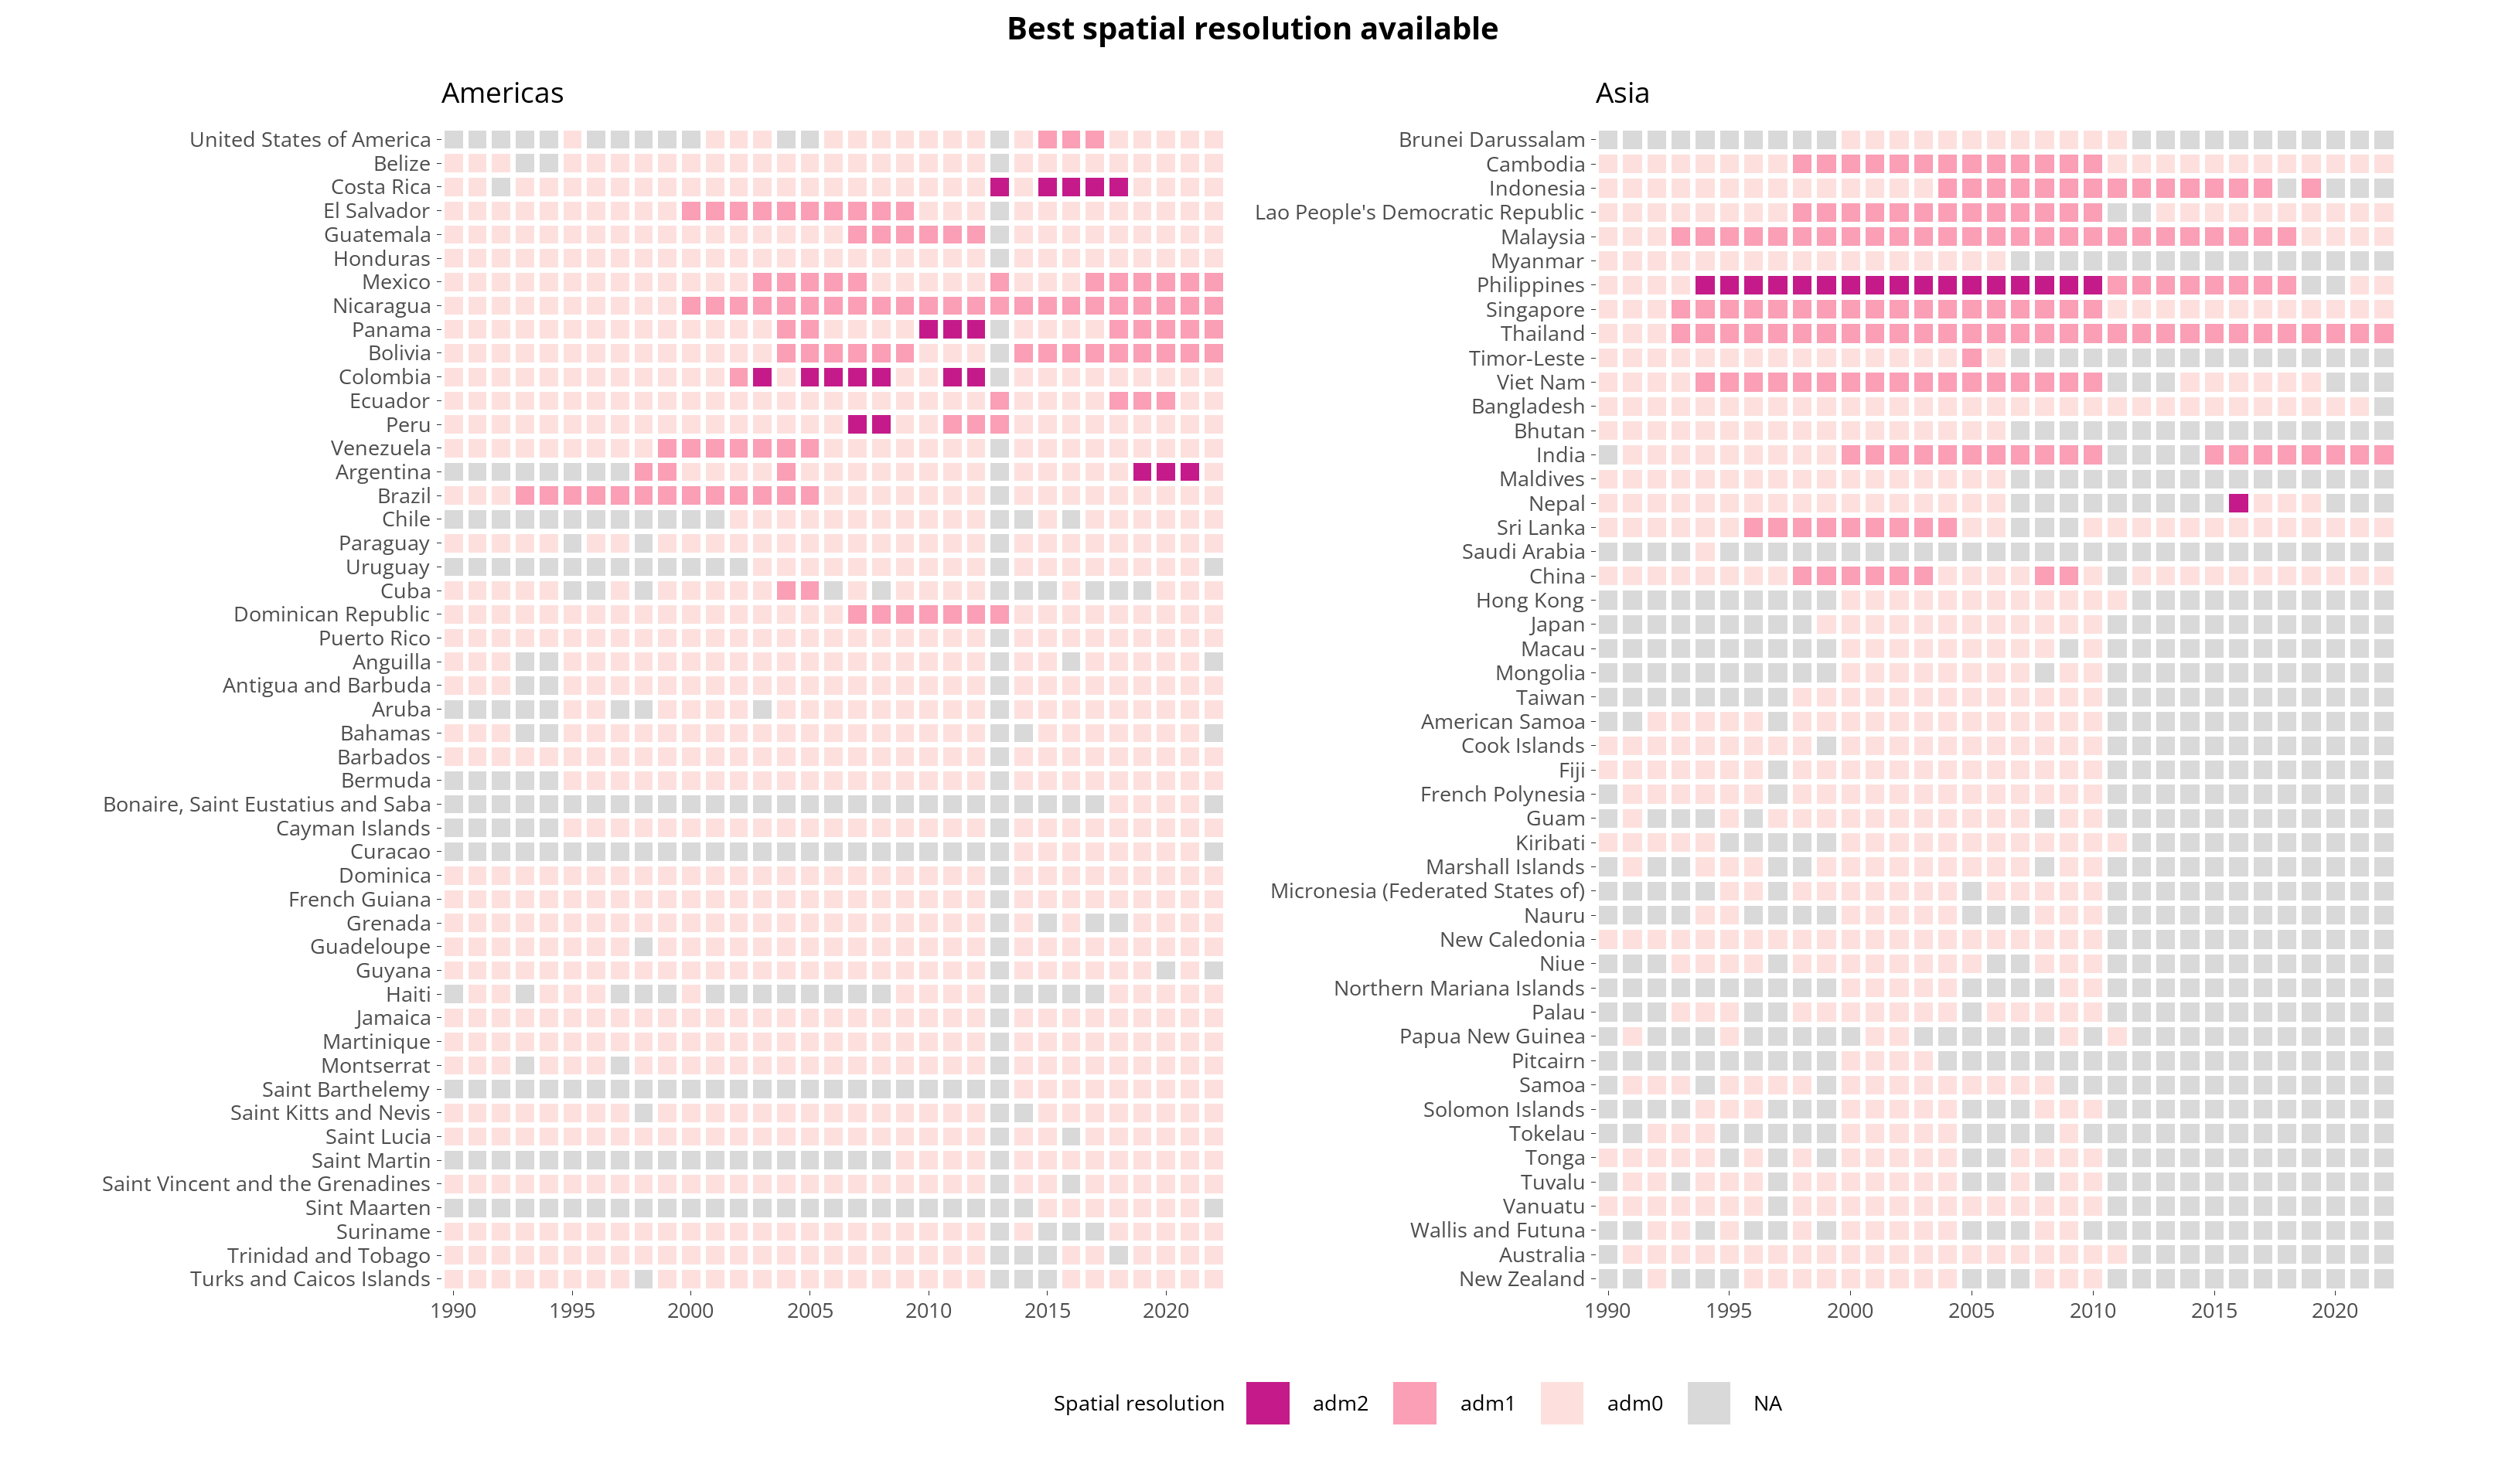 Best spatial resolution available
Americas
United States of America
Belize
Costa Rica
El Salvador
Guatemala
Honduras
Mexico
Nicaragua
Panama
Bolivia
Colombia
Ecuador
Peru
Venezuela
Argentina
Brazil
Chile
Paraguay
Uruguay
Cuba
Dominican Republic
Puerto Rico
Anguilla
Antigua and Barbuda
Aruba
Bahamas
Barbados
Bermuda
Bonaire, Saint Eustatius and Saba
Cayman Islands
Curacao
Dominica
French Guiana
Grenada
Guadeloupe
Guyana
Haiti
Jamaica
Martinique
Montserrat
Saint Barthelemy
Saint Kitts and Nevis
Saint Lucia
Saint Martin
Saint Vincent and the Grenadines
Sint Maarten
Suriname
Trinidad and Tobago
Turks and Caicos Islands
1990 1995 2000 2005 2010 2015 2020
Asia
Brunei Darussalam
Cambodia
Indonesia
Lao People's Democratic Republic
Malaysia
Myanmar
Philippines
Singapore
Thailand
Timor-Leste
Viet Nam
Bangladesh
Bhutan
India
Maldives
Nepal
Sri Lanka
Saudi Arabia
China
Hong Kong
Japan
Macau
Mongolia
Taiwan
American Samoa
Cook Islands
Fiji
French Polynesia
Guam
Kiribati
Marshall Islands
Micronesia (Federated States of)
Nauru
New Caledonia
Niue
Northern Mariana Islands
Palau
Papua New Guinea
Pitcairn
Samoa
Solomon Islands
Tokelau
Tonga
Tuvalu
Vanuatu
Wallis and Futuna
Australia
New Zealand
1990 1995 2000 2005 2010 2015 2020
Spatial resolution adm2 adm1 adm0 NA